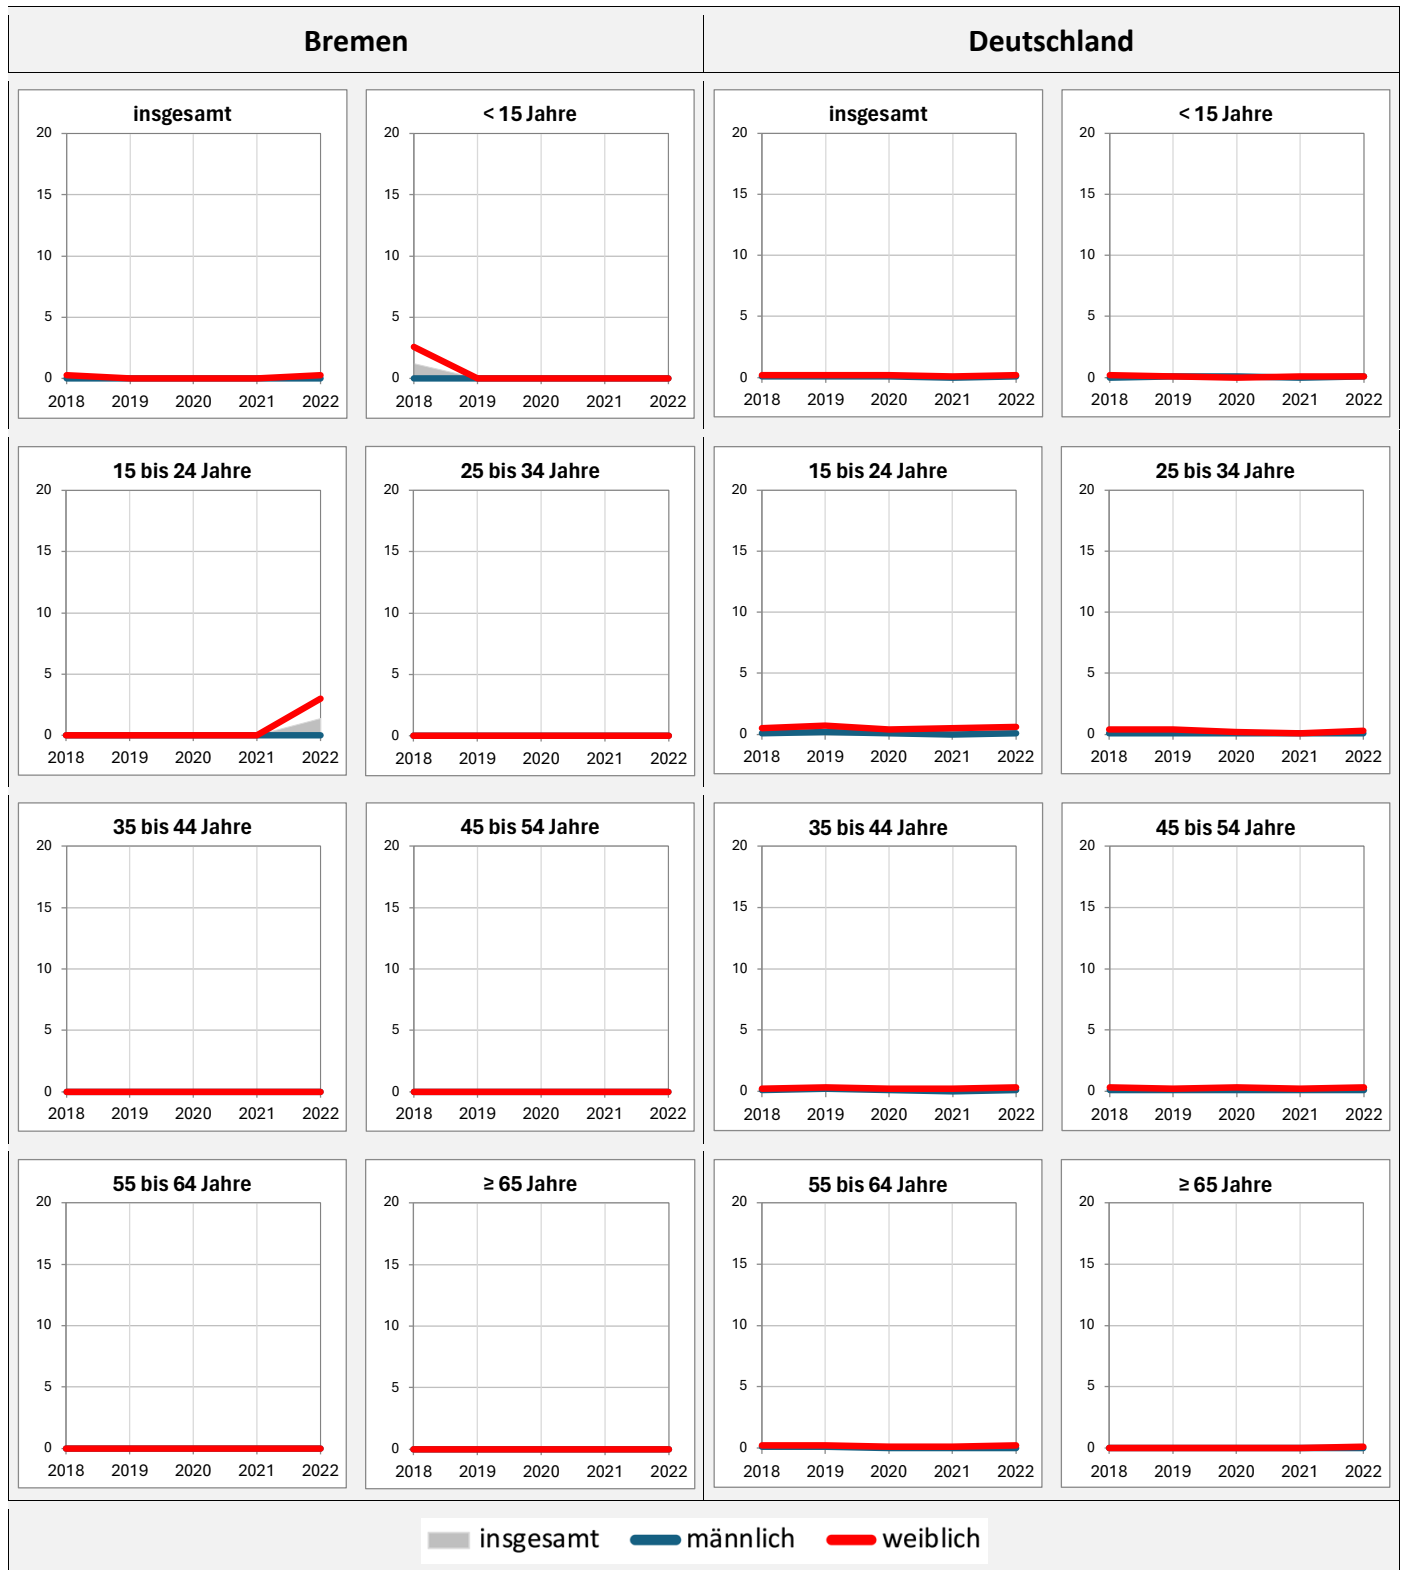 Bremen Deutschland
insgesamt < 15 Jahre insgesamt < 15 Jahre
20 20 20 20
15 15 15 15
10 10 10 10
5 5 5 5
0 0 0 0
2018 2019 2020 2021 2022 2018 2019 2020 2021 2022 2018 2019 2020 2021 2022 2018 2019 2020 2021 2022
15 bis 24 Jahre 25 bis 34 Jahre 15 bis 24 Jahre 25 bis 34 Jahre
20 20 20 20
15 15 15 15
10 10 10 10
5 5 5 5
0 0 0 0
2018 2019 2020 2021 2022 2018 2019 2020 2021 2022 2018 2019 2020 2021 2022 2018 2019 2020 2021 2022
35 bis 44 Jahre 45 bis 54 Jahre 35 bis 44 Jahre 45 bis 54 Jahre
20 20 20 20
15 15 15 15
10 10 10 10
5 5 5 5
0 0 0 0
2018 2019 2020 2021 2022 2018 2019 2020 2021 2022 2018 2019 2020 2021 2022 2018 2019 2020 2021 2022
55 bis 64 Jahre ≥ 65 Jahre 55 bis 64 Jahre ≥ 65 Jahre
20 20 20 20
15 15 15 15
10 10 10 10
5 5 5 5
0 0 0 0
2018 2019 2020 2021 2022 2018 2019 2020 2021 2022 2018 2019 2020 2021 2022 2018 2019 2020 2021 2022
insgesamt männlich weiblich